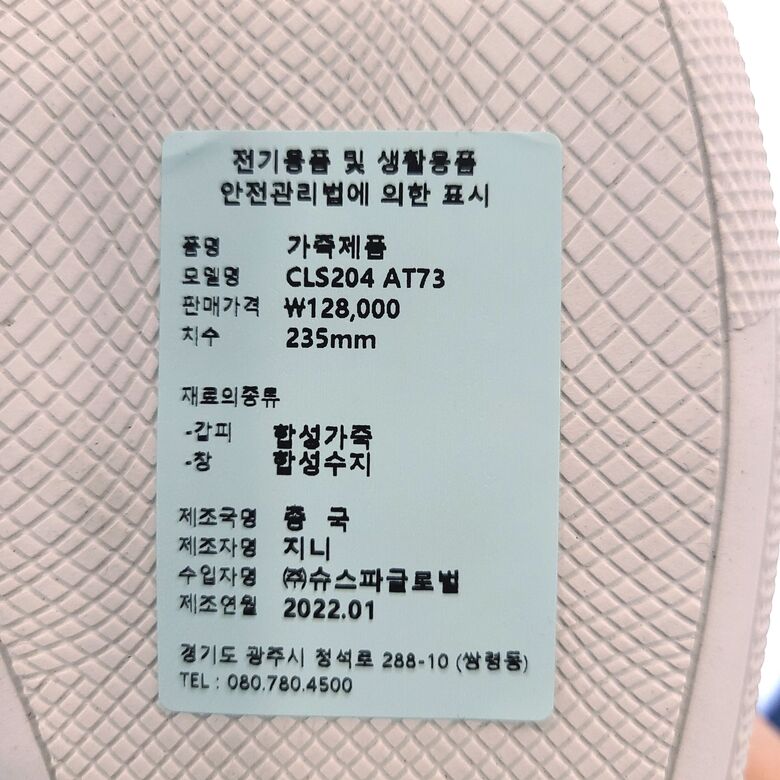 전기용품 및 생활용품
안전관리법에 의한 표시
품명 가죽제품
모델명 CLS204 AT73
판매가격 ₩128,000
치수 235mm
재료의종류
-갑피 합성가죽
-창 합성수지
제조국명 중 국
제조자명 지니
수입자명 ㈜슈스파글로벌
제조연월 2022.01
경기도 광주시 청석로 288-10 (쌍령동)
TEL : 080.780.4500